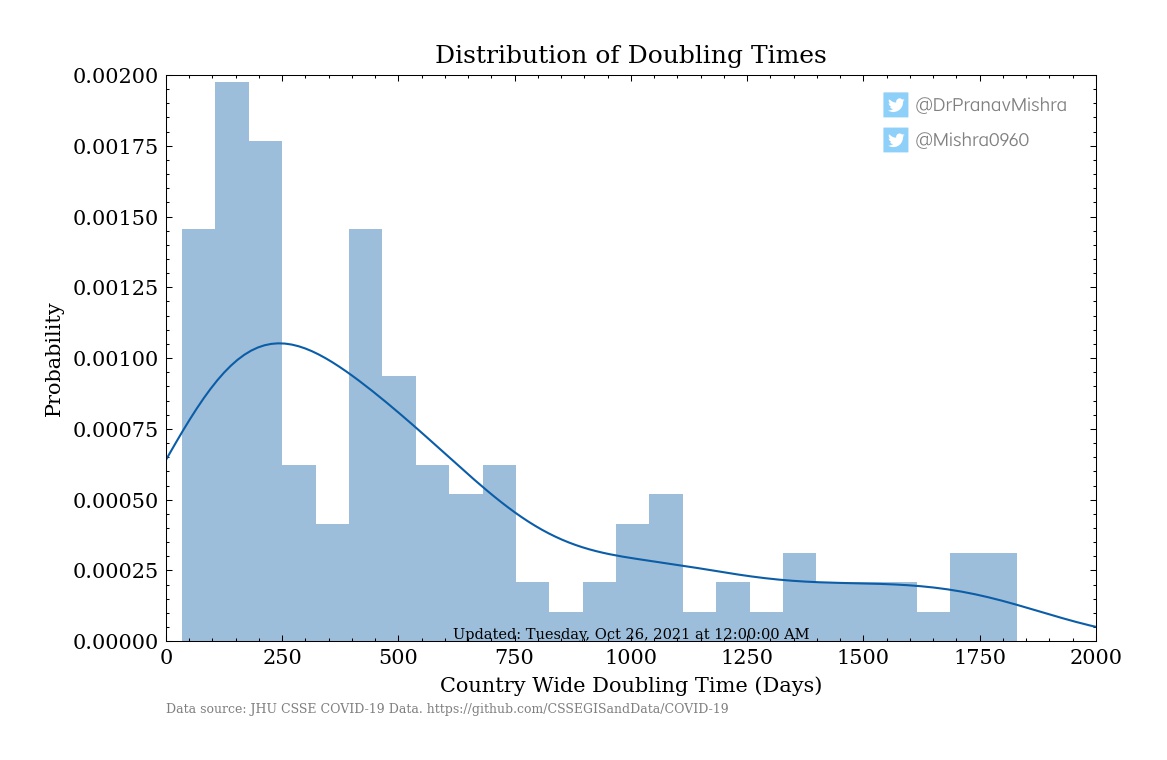 Distribution of Doubling Times
@DrPranavMishra
@Mishra0960
0.00200
0.00175
0.00150
0.00125
0.00100
0.00075
0.00050
0.00025
0.00000
Probability
Updated: Tuesday, Oct 26, 2021 at 12:00:00 AM
0 250 500 750 1000 1250 1500 1750 2000
Country Wide Doubling Time (Days)
Data source: JHU CSSE COVID-19 Data. https://github.com/CSSEGISandData/COVID-19